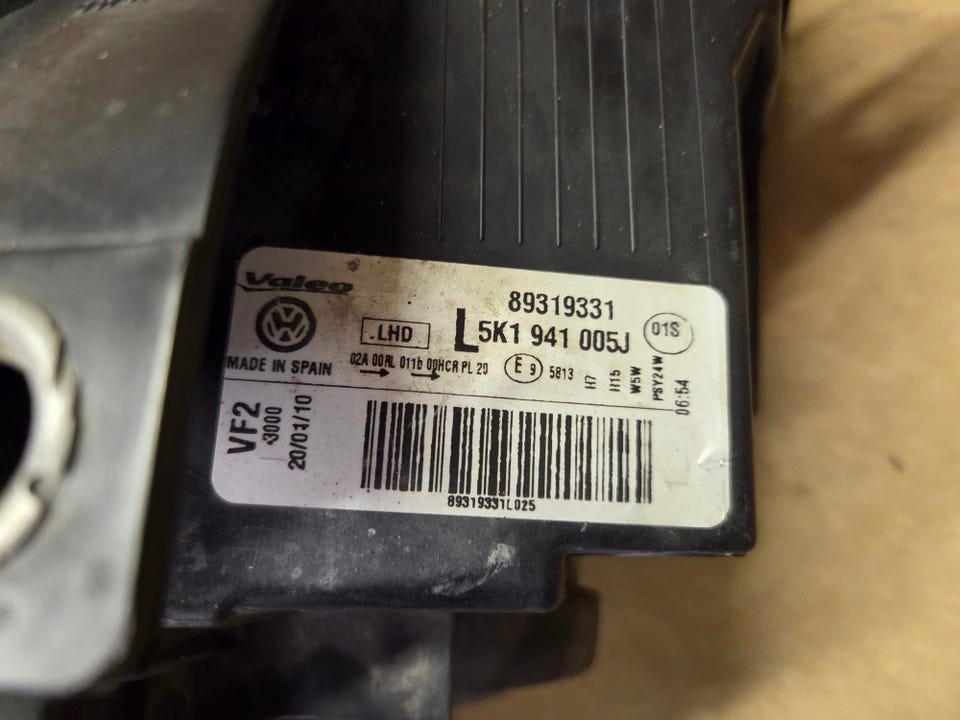 Valeo
89319331
.LHD
L 5K1 941 005J
01S
MADE IN SPAIN
02A 00RL 011b 00HCR PL 20
E 9
5813
H7
H15
W5W
PSY24W
06:54
VF2
3000
20/01/10
89319331L025